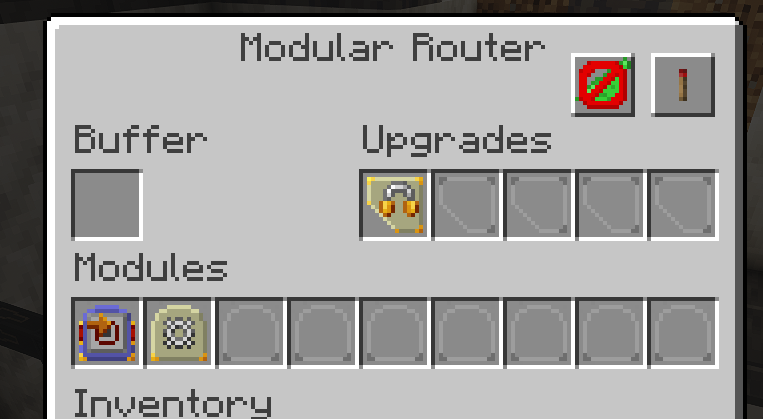 Modular Router
Buffer
Upgrades
Modules
Inventory